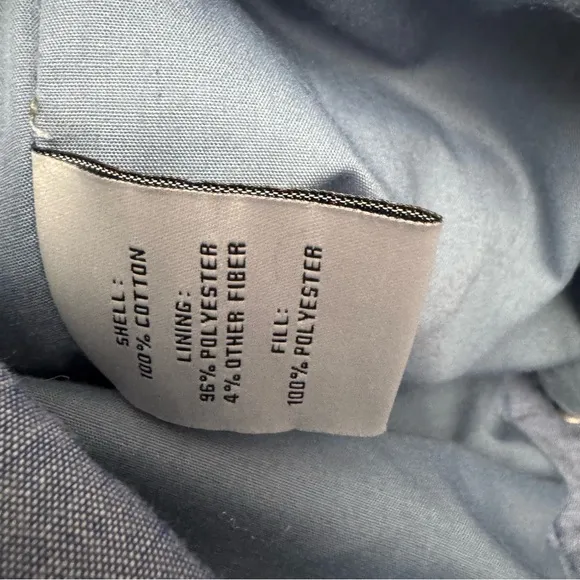 SHELL:
100% COTTON
LINING:
96% POLYESTER
4% OTHER FIBER
FILL:
100% POLYESTER